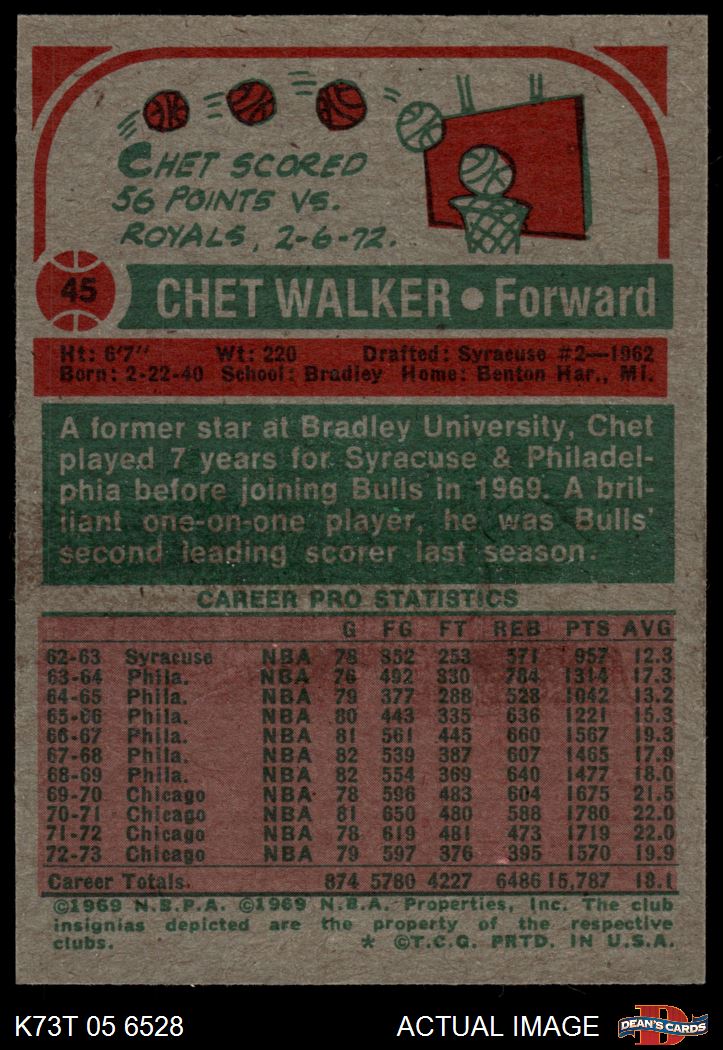 CHET SCORED
56 POINTS VS.
ROYALS, 2-6-72.
45 CHET WALKER • Forward
Ht: 6'7" Wt: 220 Drafted: Syracuse #2—1962
Born: 2-22-40 School: Bradley Home: Benton Har., MI.
A former star at Bradley University, Chet
played 7 years for Syracuse & Philadel-
phia before joining Bulls in 1969. A bril-
liant one-on-one player, he was Bulls'
second leading scorer last season.
CAREER PRO STATISTICS
G FG FT REB PTS AVG
62-63 Syracuse NBA 78 352 253 571 957 12.3
63-64 Phila. NBA 76 492 330 784 1314 17.3
64-65 Phila. NBA 79 377 288 528 1042 13.2
65-66 Phila. NBA 80 443 335 636 1221 15.3
66-67 Phila. NBA 81 561 445 660 1567 19.3
67-68 Phila. NBA 82 539 387 607 1465 17.9
68-69 Phila. NBA 82 554 369 640 1477 18.0
69-70 Chicago NBA 78 596 483 604 1675 21.5
70-71 Chicago NBA 81 650 480 588 1780 22.0
71-72 Chicago NBA 78 619 481 473 1719 22.0
72-73 Chicago NBA 79 597 376 395 1570 19.9
Career Totals. 874 5780 4227 6486 15,787 18.1
©1969 N.B.P.A. ©1969 N.B.A. Properties, Inc. The club
insignias depicted are the property of the respective
clubs. * ©T.C.G. PRTD. IN U.S.A.
K73T 05 6528 ACTUAL IMAGE D DEAN'S CARDS